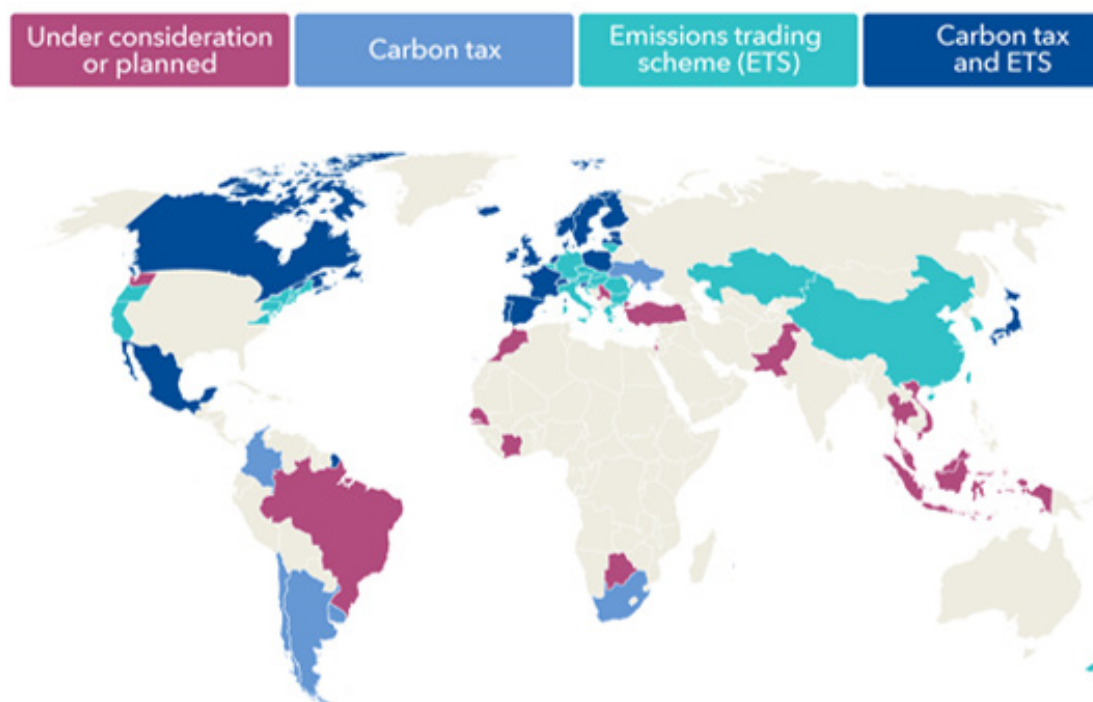 Under consideration
or planned
Carbon tax
Emissions trading
scheme (ETS)
Carbon tax
and ETS